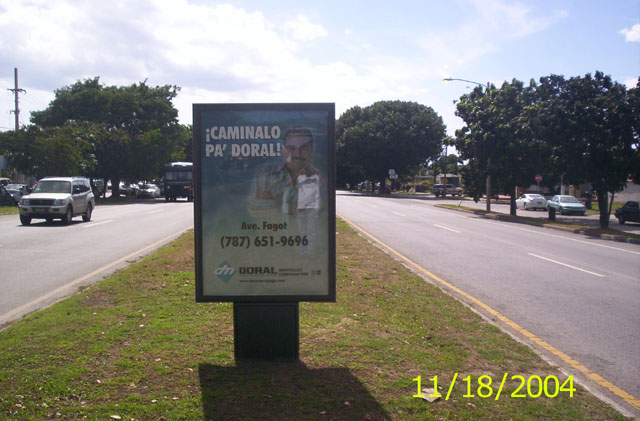 ¡CAMINALO
PA' DORAL!
Ave. Fagot
(787) 651-9696
DORAL
11/18/2004